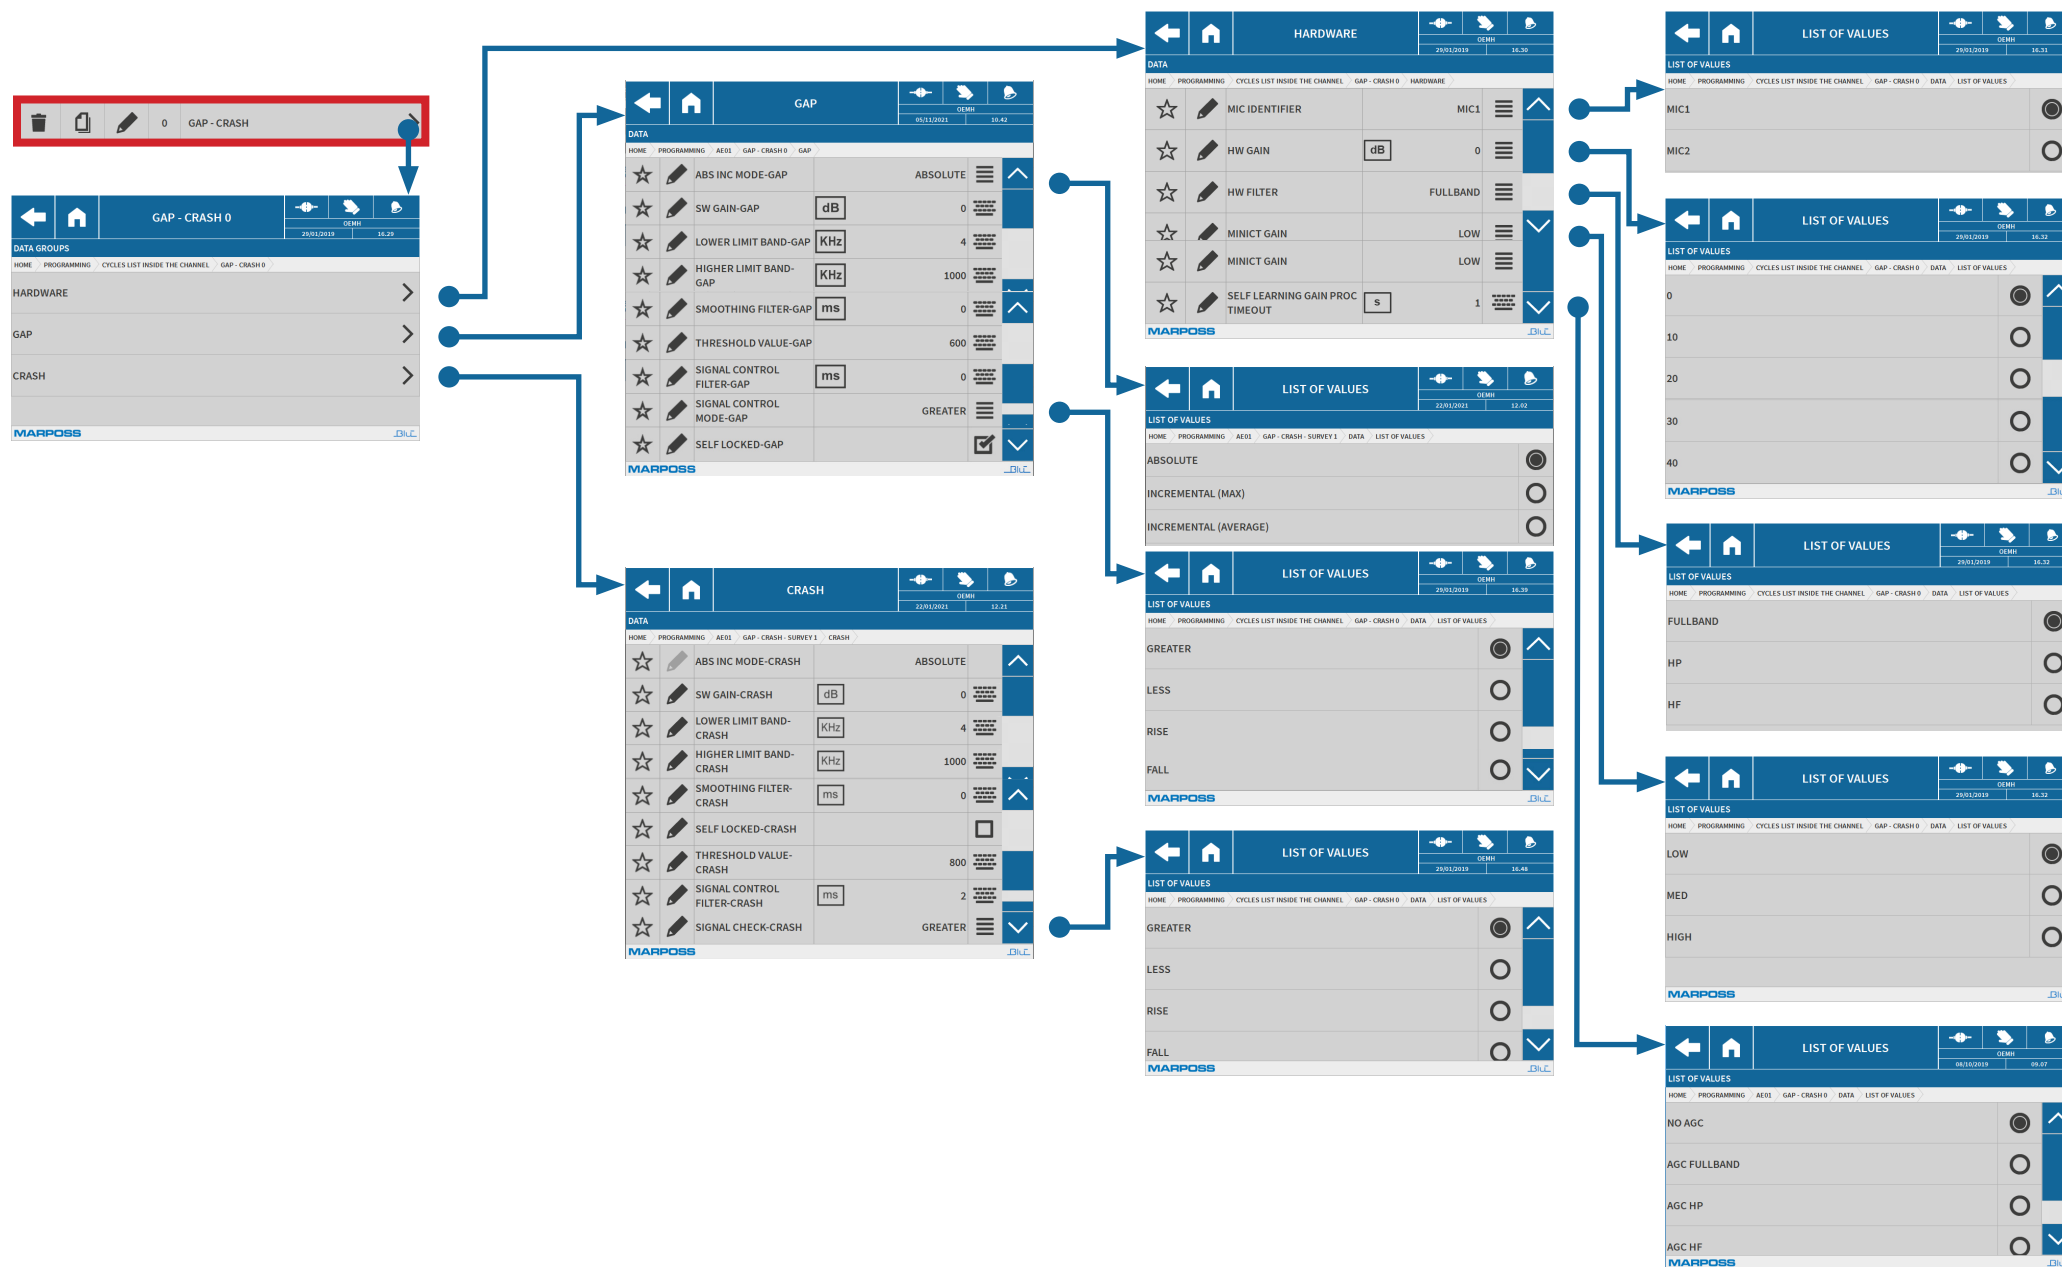 0 GAP - CRASH
GAP - CRASH 0
OEMH
29/01/2019 16.29
DATA GROUPS
HOME PROGRAMMING CYCLES LIST INSIDE THE CHANNEL GAP - CRASH 0
HARDWARE
GAP
CRASH
MARPOSS BLÚ
GAP
OEMH
05/11/2021 10.42
DATA
HOME PROGRAMMING AE01 GAP - CRASH 0 GAP
ABS INC MODE-GAP ABSOLUTE
SW GAIN-GAP dB 0
LOWER LIMIT BAND-GAP KHz 4
HIGHER LIMIT BAND-
GAP KHz 1000
SMOOTHING FILTER-GAP ms 0
THRESHOLD VALUE-GAP 600
SIGNAL CONTROL
FILTER-GAP ms 0
SIGNAL CONTROL
MODE-GAP GREATER
SELF LOCKED-GAP
MARPOSS
CRASH
OEMH
22/01/2021 12.21
DATA
HOME PROGRAMMING AE01 GAP - CRASH - SURVEY 1 CRASH
ABS INC MODE-CRASH ABSOLUTE
SW GAIN-CRASH dB 0
LOWER LIMIT BAND-
CRASH KHz 4
HIGHER LIMIT BAND-
CRASH KHz 1000
SMOOTHING FILTER-
CRASH ms 0
SELF LOCKED-CRASH
THRESHOLD VALUE-
CRASH 800
SIGNAL CONTROL
FILTER-CRASH ms 2
SIGNAL CHECK-CRASH GREATER
MARPOSS
HARDWARE
OEMH
29/01/2019 16.30
DATA
HOME PROGRAMMING CYCLES LIST INSIDE THE CHANNEL GAP - CRASH 0 HARDWARE
MIC IDENTIFIER MIC1
HW GAIN dB 0
HW FILTER FULLBAND
MINICT GAIN LOW
MINICT GAIN LOW
SELF LEARNING GAIN PROC
TIMEOUT s 1
MARPOSS
LIST OF VALUES
OEMH
22/01/2021 12.02
LIST OF VALUES
HOME PROGRAMMING AE01 GAP - CRASH - SURVEY 1 DATA LIST OF VALUES
ABSOLUTE
INCREMENTAL (MAX)
INCREMENTAL (AVERAGE)
LIST OF VALUES
OEMH
29/01/2019 16.39
LIST OF VALUES
HOME PROGRAMMING CYCLES LIST INSIDE THE CHANNEL GAP - CRASH 0 DATA LIST OF VALUES
GREATER
LESS
RISE
FALL
MARPOSS
LIST OF VALUES
OEMH
29/01/2019 16.48
LIST OF VALUES
HOME PROGRAMMING CYCLES LIST INSIDE THE CHANNEL GAP - CRASH 0 DATA LIST OF VALUES
GREATER
LESS
RISE
FALL
MARPOSS
LIST OF VALUES
OEMH
29/01/2019 16.31
LIST OF VALUES
HOME PROGRAMMING CYCLES LIST INSIDE THE CHANNEL GAP - CRASH 0 DATA LIST OF VALUES
MIC1
MIC2
LIST OF VALUES
OEMH
29/01/2019 16.32
LIST OF VALUES
HOME PROGRAMMING CYCLES LIST INSIDE THE CHANNEL GAP - CRASH 0 DATA LIST OF VALUES
0
10
20
30
40
MARPOSS
LIST OF VALUES
OEMH
29/01/2019 16.32
LIST OF VALUES
HOME PROGRAMMING CYCLES LIST INSIDE THE CHANNEL GAP - CRASH 0 DATA LIST OF VALUES
FULLBAND
HP
HF
LIST OF VALUES
OEMH
29/01/2019 16.32
LIST OF VALUES
HOME PROGRAMMING CYCLES LIST INSIDE THE CHANNEL GAP - CRASH 0 DATA LIST OF VALUES
LOW
MED
HIGH
MARPOSS
LIST OF VALUES
OEMH
08/10/2019 09.07
LIST OF VALUES
HOME PROGRAMMING AE01 GAP - CRASH 0 DATA LIST OF VALUES
NO AGC
AGC FULLBAND
AGC HP
AGC HF
MARPOSS